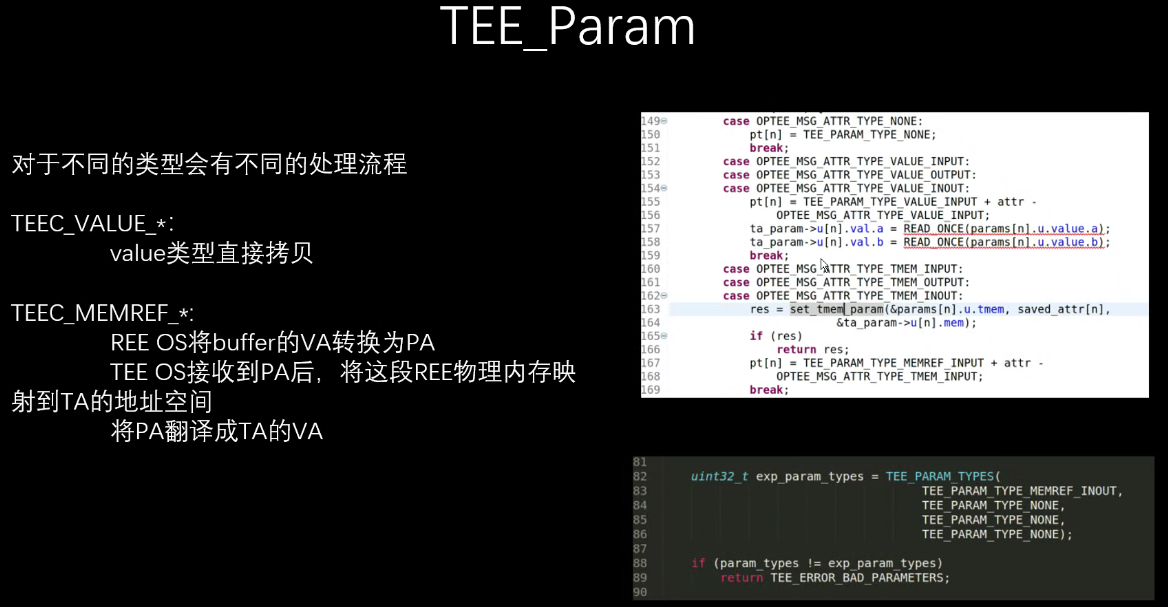 TEE_Param
对于不同的类型会有不同的处理流程
TEEC_VALUE_*:
value类型直接拷贝
TEEC_MEMREF_*:
REE OS将buffer的VA转换为PA
TEE OS接收到PA后，将这段REE物理内存映
射到TA的地址空间
将PA翻译成TA的VA
149 case OPTEE_MSG_ATTR_TYPE_NONE:
150 pt[n] = TEE_PARAM_TYPE_NONE;
151 break;
152 case OPTEE_MSG_ATTR_TYPE_VALUE_INPUT:
153 case OPTEE_MSG_ATTR_TYPE_VALUE_OUTPUT:
154 case OPTEE_MSG_ATTR_TYPE_VALUE_INOUT:
155 pt[n] = TEE_PARAM_TYPE_VALUE_INPUT + attr -
156 OPTEE_MSG_ATTR_TYPE_VALUE_INPUT;
157 ta_param->u[n].val.a = READ_ONCE(params[n].u.value.a);
158 ta_param->u[n].val.b = READ_ONCE(params[n].u.value.b);
159 break;
160 case OPTEE_MSG_ATTR_TYPE_TMEM_INPUT:
161 case OPTEE_MSG_ATTR_TYPE_TMEM_OUTPUT:
162 case OPTEE_MSG_ATTR_TYPE_TMEM_INOUT:
163 res = set_tmem_param(&params[n].u.tmem, saved_attr[n],
164 &ta_param->u[n].mem);
165 if (res)
166 return res;
167 pt[n] = TEE_PARAM_TYPE_MEMREF_INPUT + attr -
168 OPTEE_MSG_ATTR_TYPE_TMEM_INPUT;
169 break;
81
82 uint32_t exp_param_types = TEE_PARAM_TYPES(
83 TEE_PARAM_TYPE_MEMREF_INOUT,
84 TEE_PARAM_TYPE_NONE,
85 TEE_PARAM_TYPE_NONE,
86 TEE_PARAM_TYPE_NONE);
87
88 if (param_types != exp_param_types)
89 return TEE_ERROR_BAD_PARAMETERS;
90